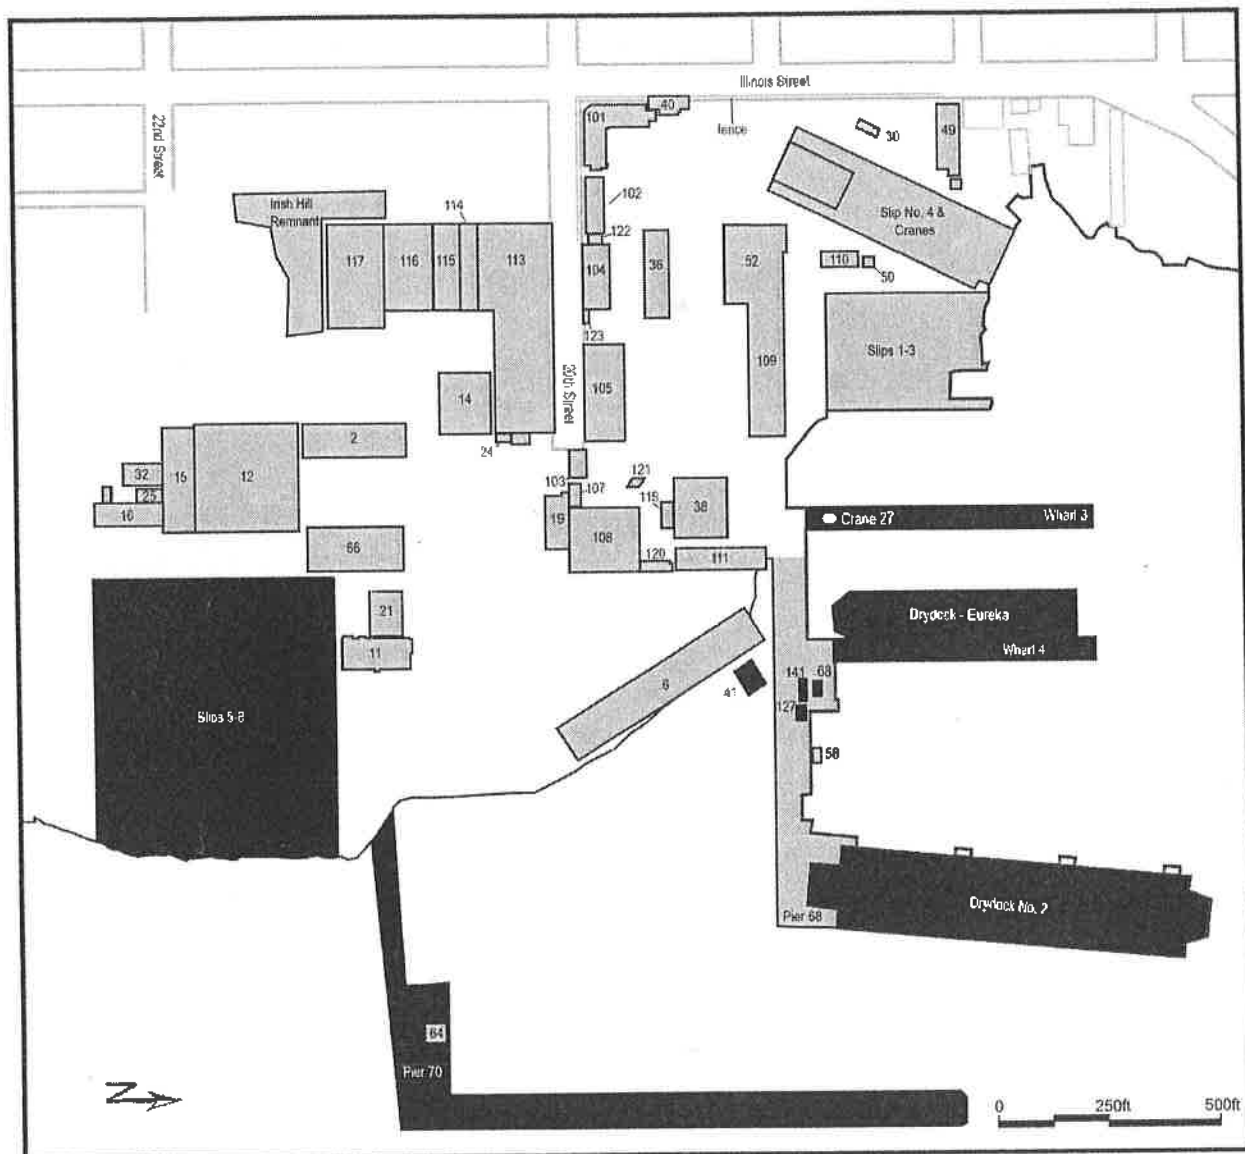 Illinois Street
22nd Street
40
101
fence
30
49
102
Irish Hill
Remnant
114
122
Slip No. 4 &
Cranes
117
116
115
113
104
36
52
110
50
123
Slips 1-3
109
20th Street
105
14
2
24
32
15
12
25
16
103
107
121
19
115
38
Crane 27
Wharf 3
66
108
120
111
21
Drydock - Eureka
11
Wharf 4
6
41
141
68
127
Slips 5-8
58
Drydock No. 2
Pier 68
64
Pier 70
N
0
250ft
500ft